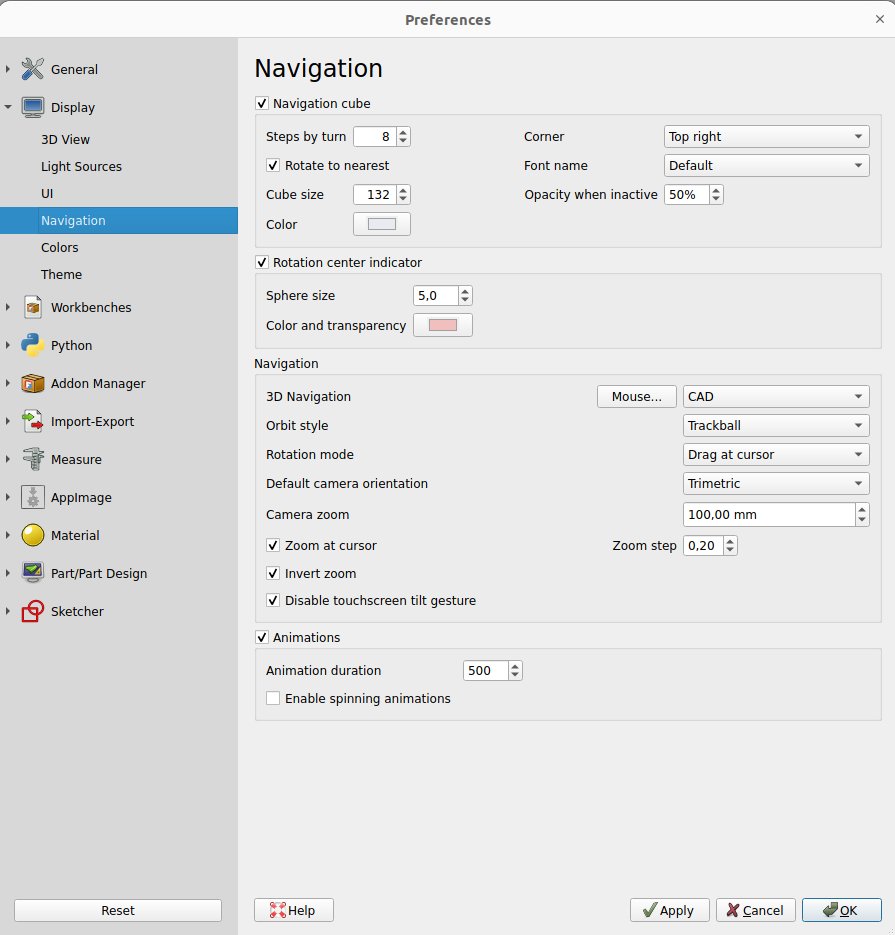 Preferences
General
Display
3D View
Light Sources
UI
Navigation
Colors
Theme
Workbenches
Python
Addon Manager
Import-Export
Measure
AppImage
Material
Part/Part Design
Sketcher
Reset
Navigation
Navigation cube
Steps by turn 8 Corner Top right
Rotate to nearest Font name Default
Cube size 132 Opacity when inactive 50%
Color
Rotation center indicator
Sphere size 5,0
Color and transparency
Navigation
3D Navigation Mouse... CAD
Orbit style Trackball
Rotation mode Drag at cursor
Default camera orientation Trimetric
Camera zoom 100,00 mm
Zoom at cursor Zoom step 0,20
Invert zoom
Disable touchscreen tilt gesture
Animations
Animation duration 500
Enable spinning animations
Help Apply Cancel OK